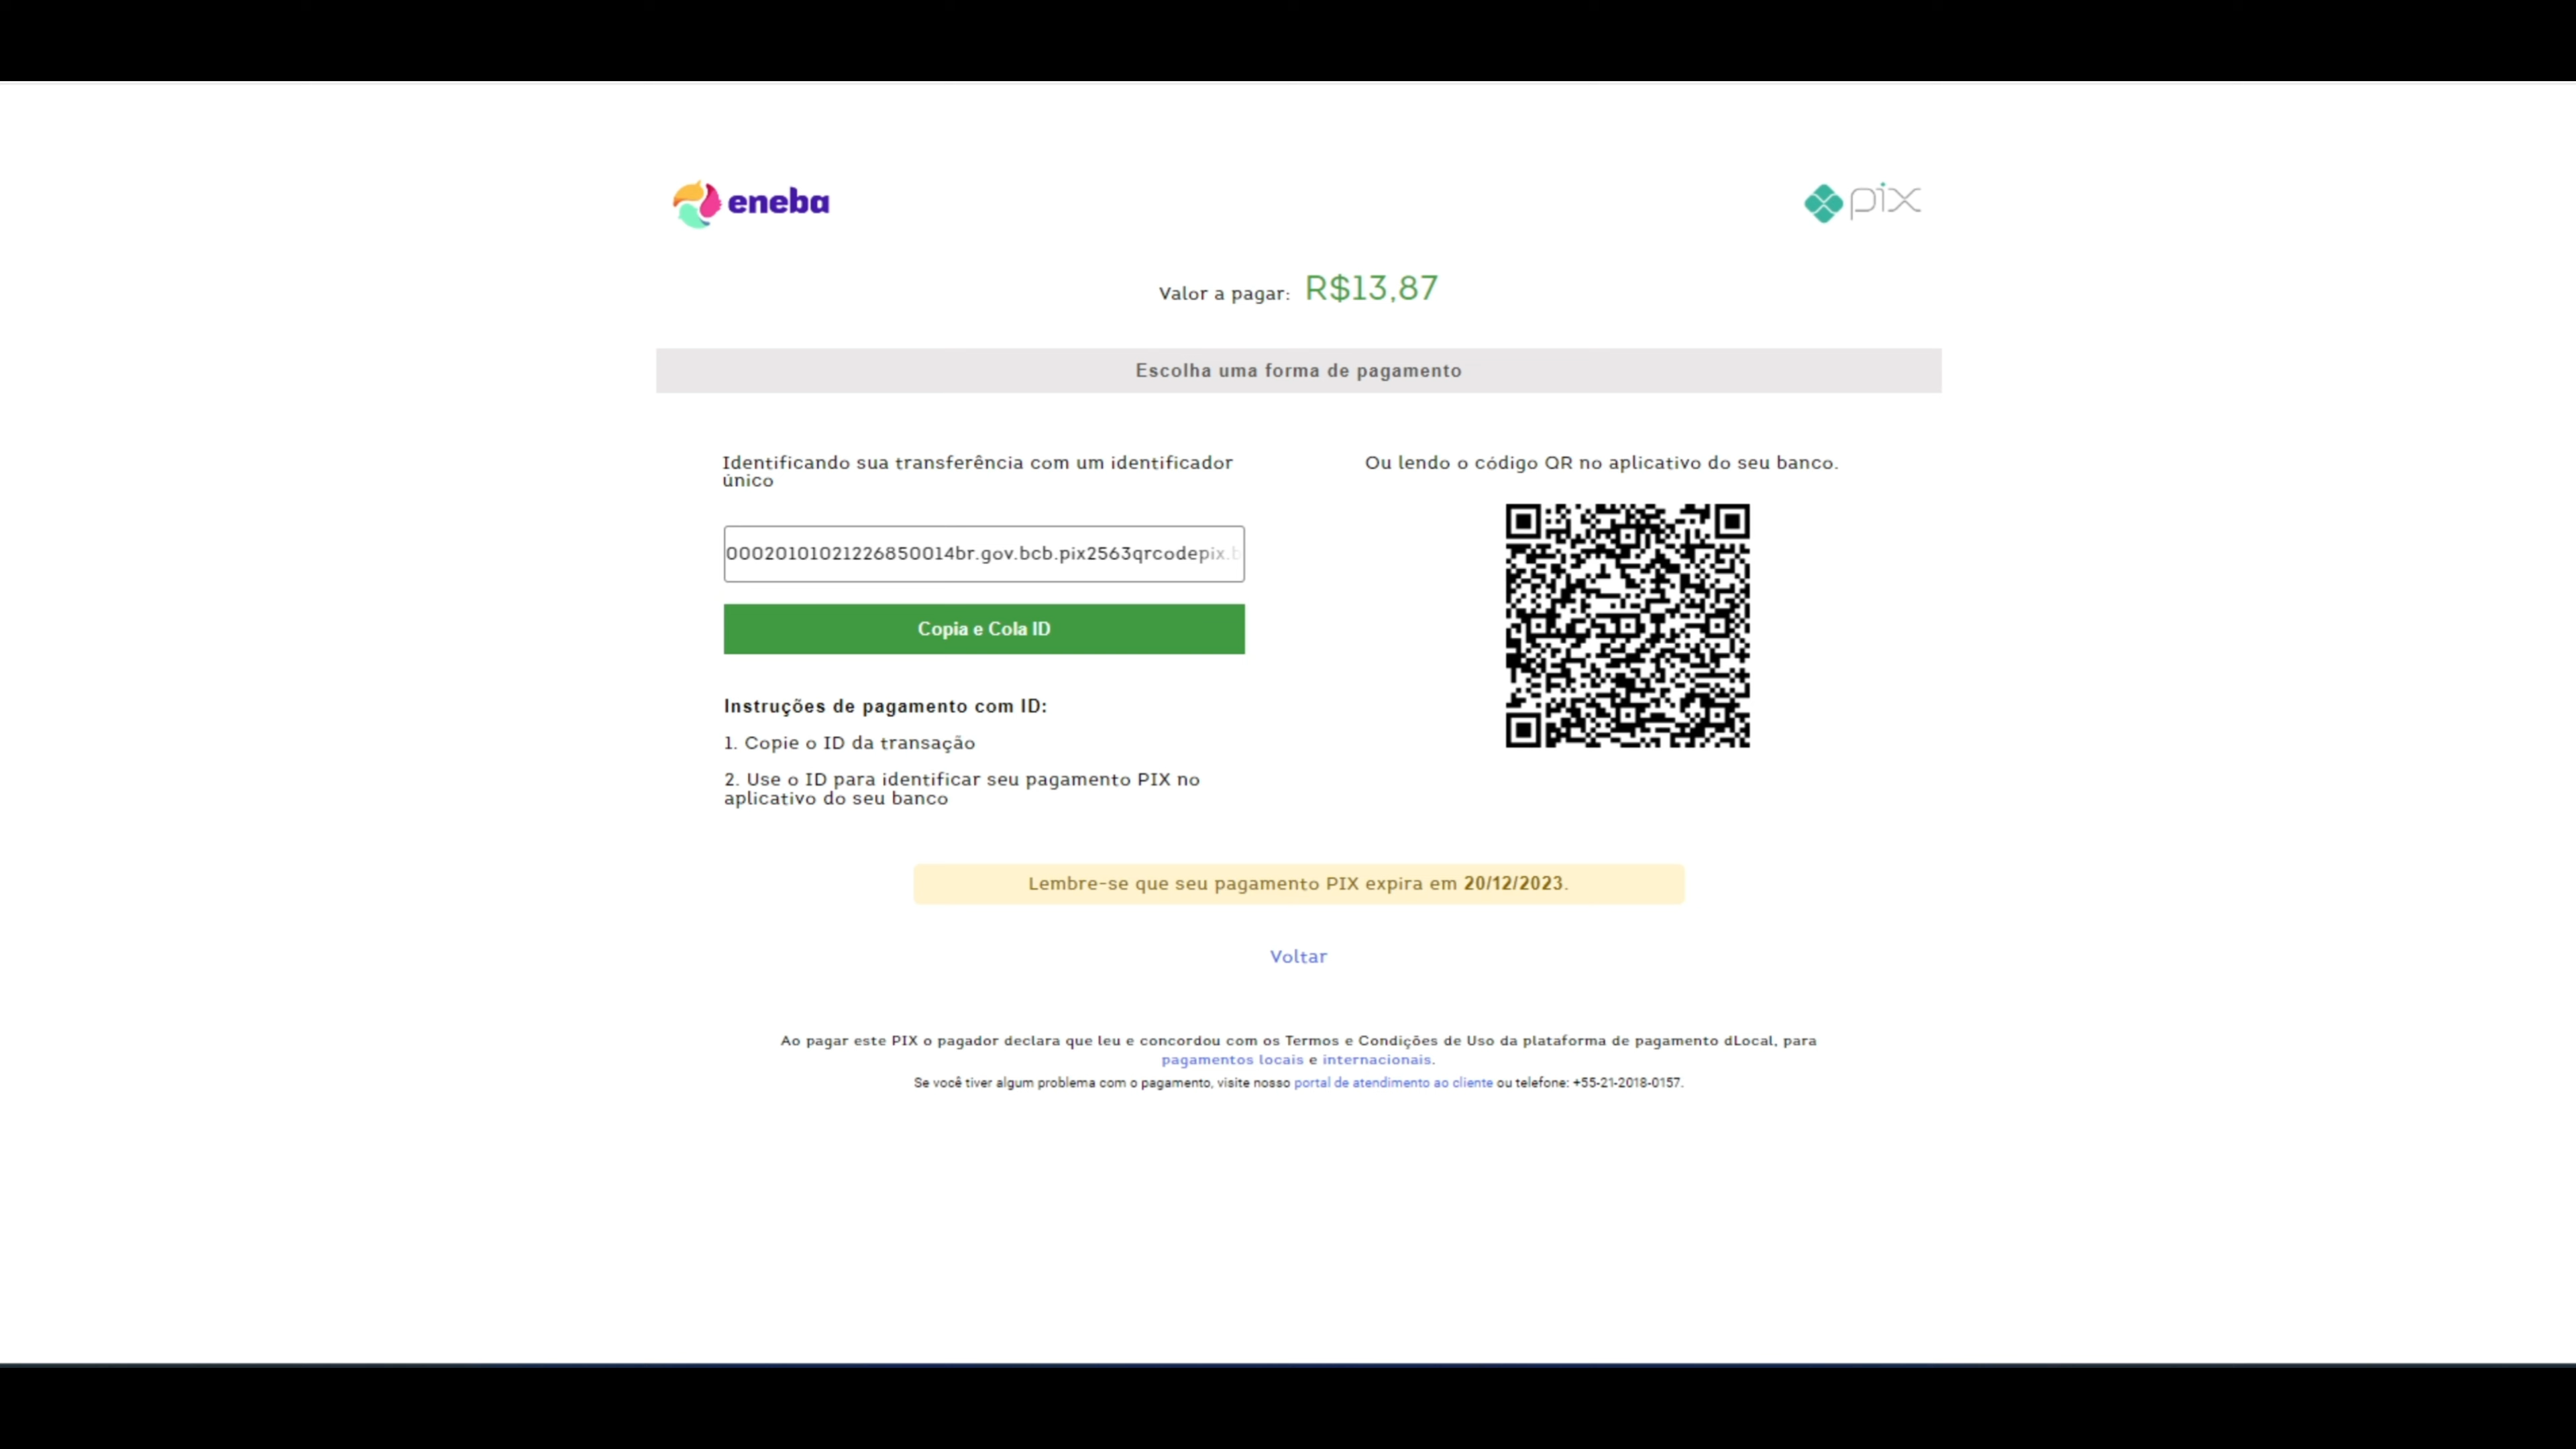 eneba
pix
Valor a pagar: R$13,87
Escolha uma forma de pagamento
Identificando sua transferência com um identificador
único
00020101021226850014br.gov.bcb.pix2563qrcodepix.b
Copia e Cola ID
Instruções de pagamento com ID:
1. Copie o ID da transação
2. Use o ID para identificar seu pagamento PIX no
aplicativo do seu banco
Ou lendo o código QR no aplicativo do seu banco.
Lembre-se que seu pagamento PIX expira em 20/12/2023.
Voltar
Ao pagar este PIX o pagador declara que leu e concordou com os Termos e Condições de Uso da plataforma de pagamento dLocal, para
pagamentos locais e internacionais.
Se você tiver algum problema com o pagamento, visite nosso portal de atendimento ao cliente ou telefone: +55-21-2018-0157.